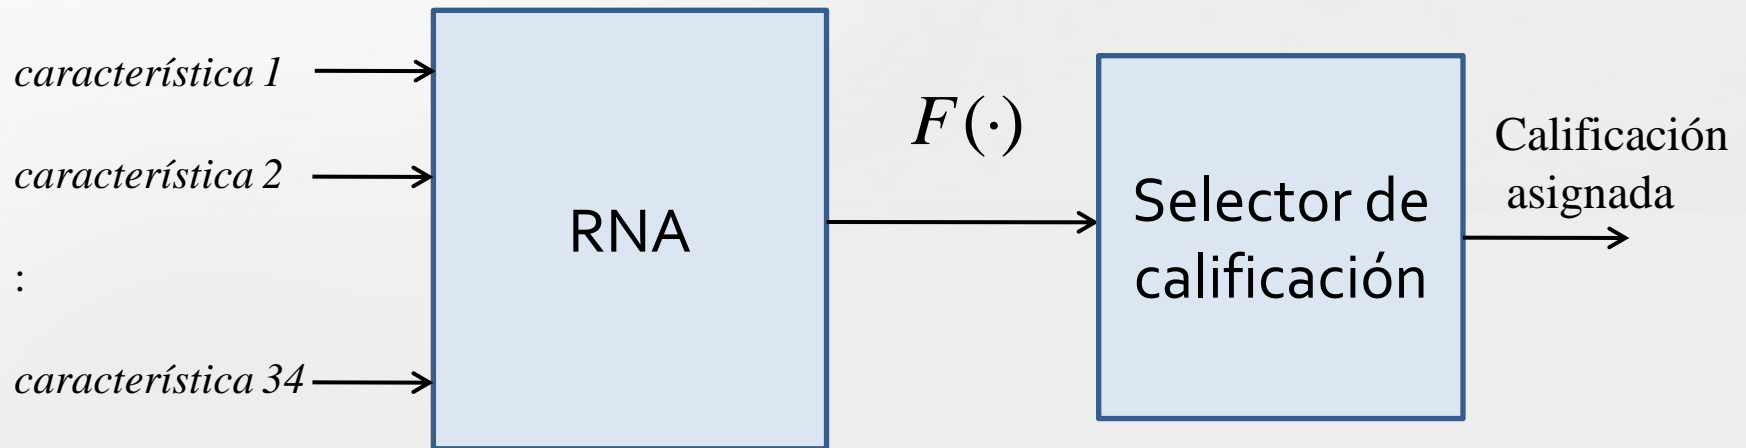 característica 1
característica 2
:
característica 34
RNA
F(·)
Selector de
calificación
Calificación
asignada